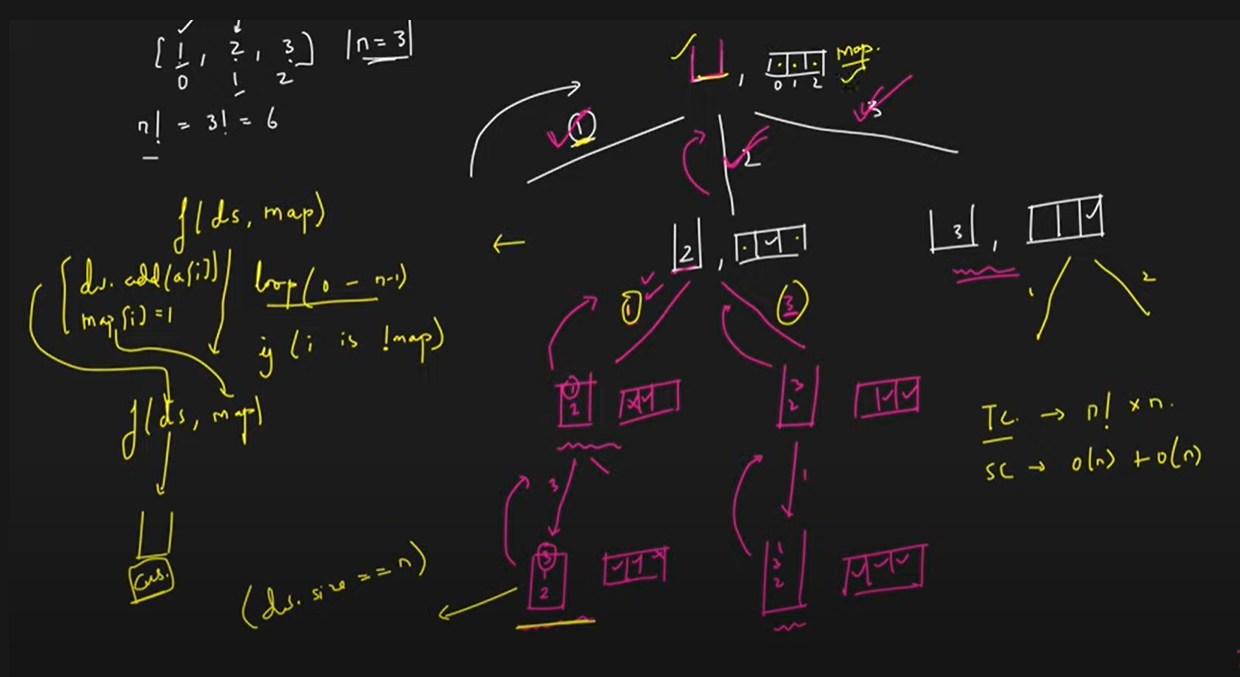 [1, 2, 3] n=3
0 1 2
n! = 3! = 6
map.
0 1 2
1
2
3
f(ds, map)
ds.add(a[i])
map[i]=1
loop(0 - n-1)
if (i is !map)
f(ds, map)
(ds.size == n)
2
3
1
3
1
2
1
2
3
2
3
1
3
1
2
1
3
2
TC → n! × n.
SC → O(n) + O(n)